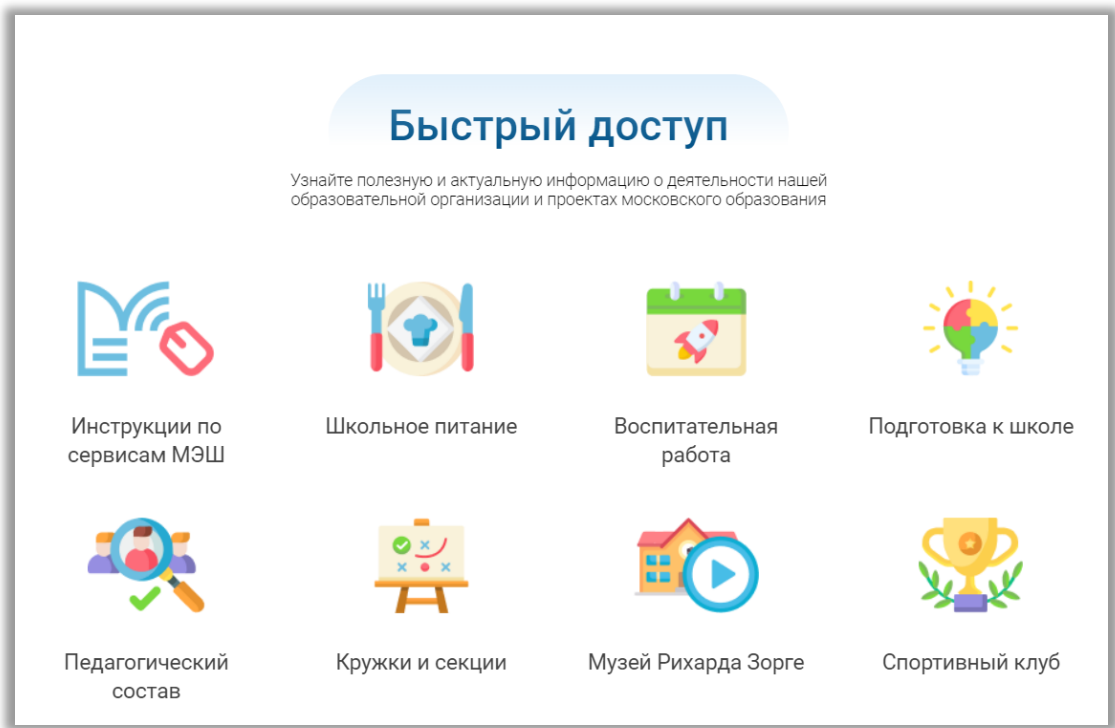 Быстрый доступ
Узнайте полезную и актуальную информацию о деятельности нашей
образовательной организации и проектах московского образования
Инструкции по
сервисам МЭШ
Школьное питание
Воспитательная
работа
Подготовка к школе
Педагогический
состав
Кружки и секции
Музей Рихарда Зорге
Спортивный клуб